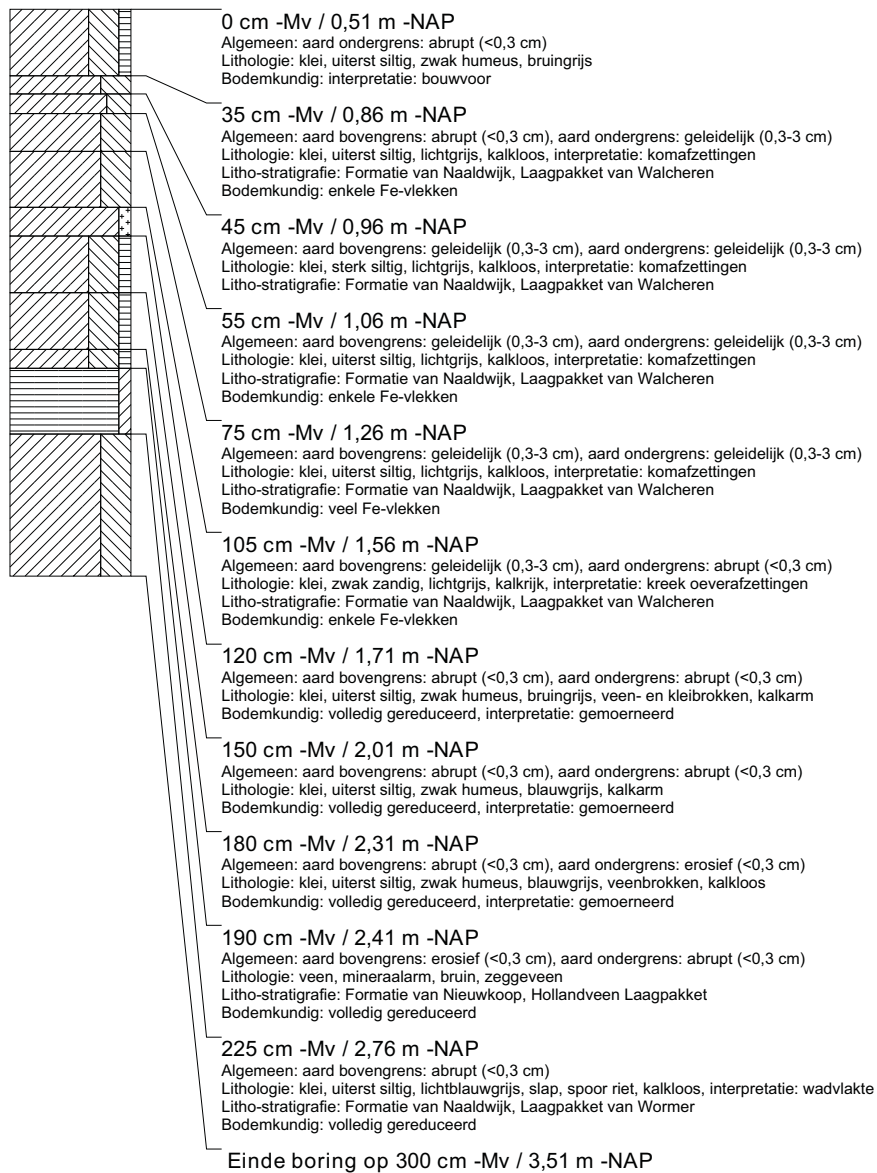 0 cm -Mv / 0,51 m -NAP
Algemeen: aard ondergrens: abrupt (<0,3 cm)
Lithologie: klei, uiterst siltig, zwak humeus, bruingrijs
Bodemkundig: interpretatie: bouwvoor
35 cm -Mv / 0,86 m -NAP
Algemeen: aard bovengrens: abrupt (<0,3 cm), aard ondergrens: geleidelijk (0,3-3 cm)
Lithologie: klei, uiterst siltig, lichtgrijs, kalkloos, interpretatie: komafzettingen
Litho-stratigrafie: Formatie van Naaldwijk, Laagpakket van Walcheren
Bodemkundig: enkele Fe-vlekken
45 cm -Mv / 0,96 m -NAP
Algemeen: aard bovengrens: geleidelijk (0,3-3 cm), aard ondergrens: geleidelijk (0,3-3 cm)
Lithologie: klei, sterk siltig, lichtgrijs, kalkloos, interpretatie: komafzettingen
Litho-stratigrafie: Formatie van Naaldwijk, Laagpakket van Walcheren
55 cm -Mv / 1,06 m -NAP
Algemeen: aard bovengrens: geleidelijk (0,3-3 cm), aard ondergrens: geleidelijk (0,3-3 cm)
Lithologie: klei, uiterst siltig, lichtgrijs, kalkloos, interpretatie: komafzettingen
Litho-stratigrafie: Formatie van Naaldwijk, Laagpakket van Walcheren
Bodemkundig: enkele Fe-vlekken
75 cm -Mv / 1,26 m -NAP
Algemeen: aard bovengrens: geleidelijk (0,3-3 cm), aard ondergrens: geleidelijk (0,3-3 cm)
Lithologie: klei, uiterst siltig, lichtgrijs, kalkloos, interpretatie: komafzettingen
Litho-stratigrafie: Formatie van Naaldwijk, Laagpakket van Walcheren
Bodemkundig: veel Fe-vlekken
105 cm -Mv / 1,56 m -NAP
Algemeen: aard bovengrens: geleidelijk (0,3-3 cm), aard ondergrens: abrupt (<0,3 cm)
Lithologie: klei, zwak zandig, lichtgrijs, kalkrijk, interpretatie: kreek oeverafzettingen
Litho-stratigrafie: Formatie van Naaldwijk, Laagpakket van Walcheren
Bodemkundig: enkele Fe-vlekken
120 cm -Mv / 1,71 m -NAP
Algemeen: aard bovengrens: abrupt (<0,3 cm), aard ondergrens: abrupt (<0,3 cm)
Lithologie: klei, uiterst siltig, zwak humeus, bruingrijs, veen- en kleibrokken, kalkarm
Bodemkundig: volledig gereduceerd, interpretatie: gemoerneerd
150 cm -Mv / 2,01 m -NAP
Algemeen: aard bovengrens: abrupt (<0,3 cm), aard ondergrens: abrupt (<0,3 cm)
Lithologie: klei, uiterst siltig, zwak humeus, blauwgrijs, kalkarm
Bodemkundig: volledig gereduceerd, interpretatie: gemoerneerd
180 cm -Mv / 2,31 m -NAP
Algemeen: aard bovengrens: abrupt (<0,3 cm), aard ondergrens: erosief (<0,3 cm)
Lithologie: klei, uiterst siltig, zwak humeus, blauwgrijs, veenbrokken, kalkloos
Bodemkundig: volledig gereduceerd, interpretatie: gemoerneerd
190 cm -Mv / 2,41 m -NAP
Algemeen: aard bovengrens: erosief (<0,3 cm), aard ondergrens: abrupt (<0,3 cm)
Lithologie: veen, mineraalarm, bruin, zeggeveen
Litho-stratigrafie: Formatie van Nieuwkoop, Hollandveen Laagpakket
Bodemkundig: volledig gereduceerd
225 cm -Mv / 2,76 m -NAP
Algemeen: aard bovengrens: abrupt (<0,3 cm)
Lithologie: klei, uiterst siltig, lichtblauwgrijs, slap, spoor riet, kalkloos, interpretatie: wadvlakte
Litho-stratigrafie: Formatie van Naaldwijk, Laagpakket van Wormer
Bodemkundig: volledig gereduceerd
Einde boring op 300 cm -Mv / 3,51 m -NAP